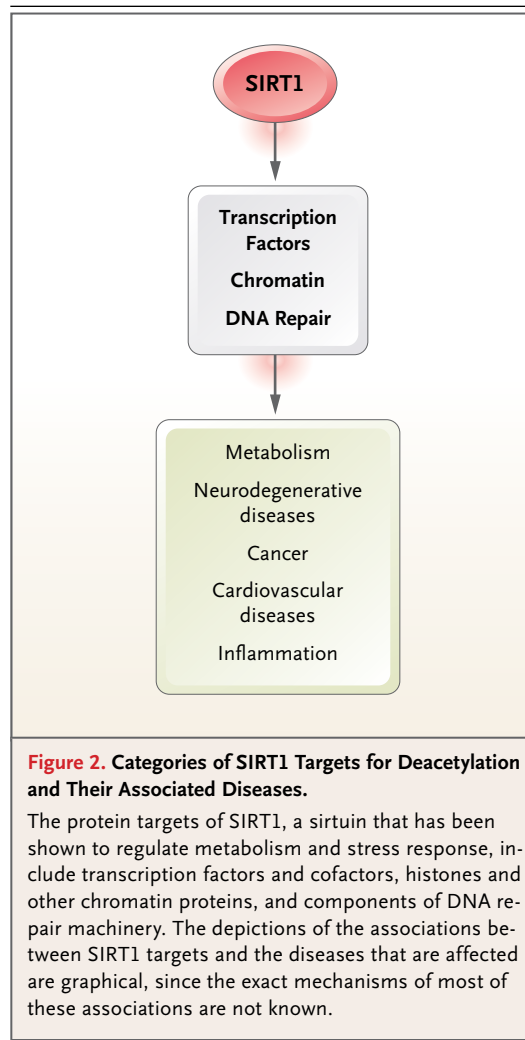 SIRT1
Transcription
Factors
Chromatin
DNA Repair
Metabolism
Neurodegenerative
diseases
Cancer
Cardiovascular
diseases
Inflammation
Figure 2. Categories of SIRT1 Targets for Deacetylation
and Their Associated Diseases.
The protein targets of SIRT1, a sirtuin that has been
shown to regulate metabolism and stress response, in-
clude transcription factors and cofactors, histones and
other chromatin proteins, and components of DNA re-
pair machinery. The depictions of the associations be-
tween SIRT1 targets and the diseases that are affected
are graphical, since the exact mechanisms of most of
these associations are not known.